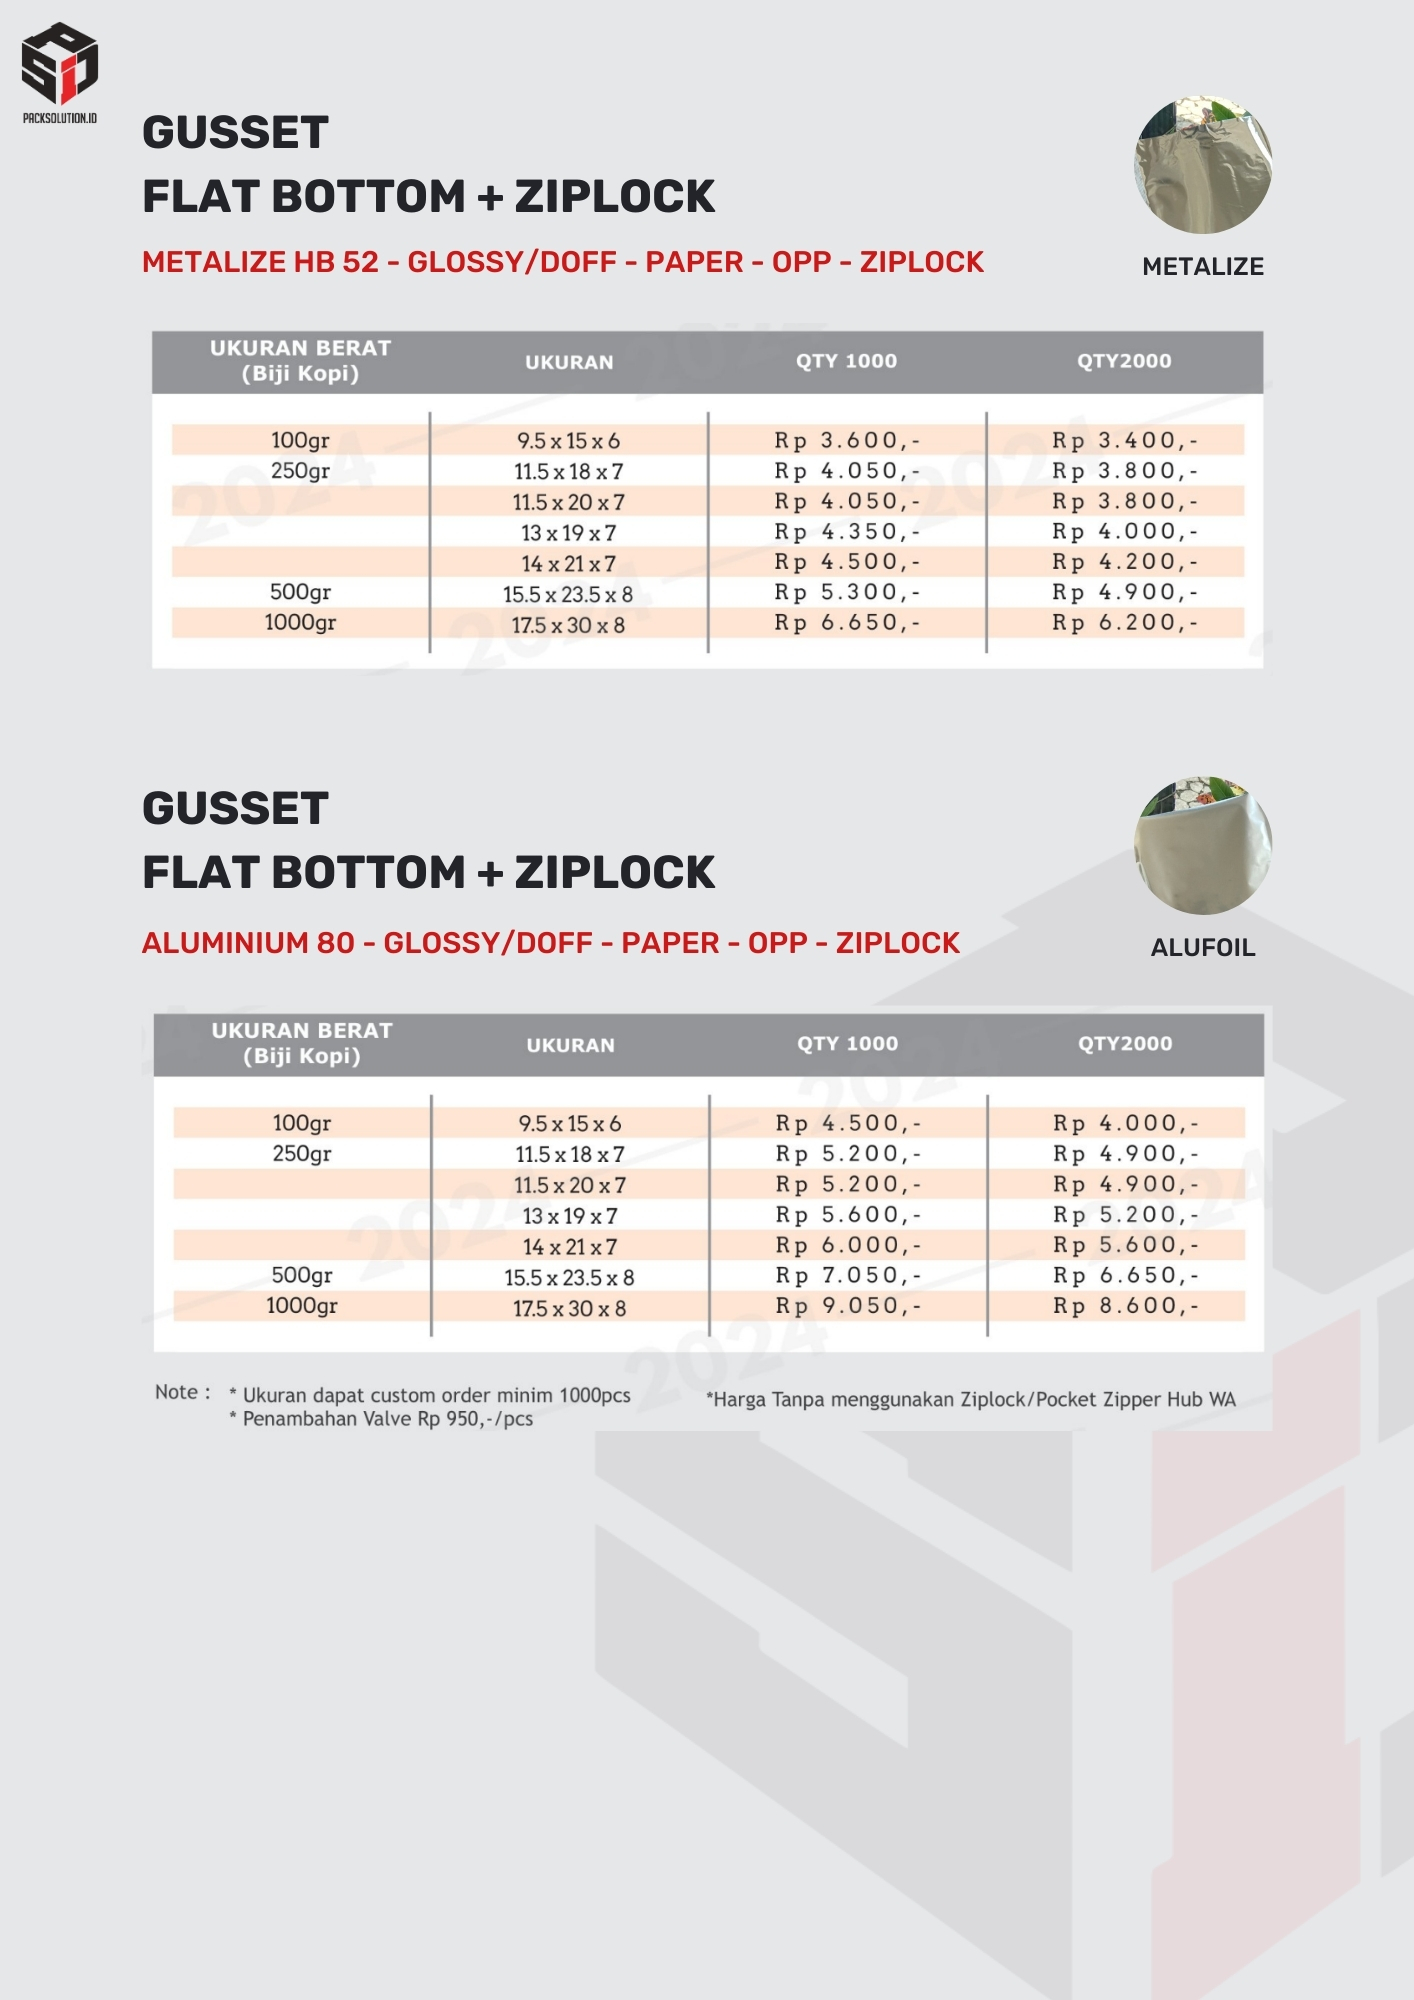 PACKSOLUTION.ID
GUSSET
FLAT BOTTOM + ZIPLOCK
METALIZE HB 52 - GLOSSY/DOFF - PAPER - OPP - ZIPLOCK
METALIZE
UKURAN BERAT (Biji Kopi) UKURAN QTY 1000 QTY2000
100gr 9.5 x 15 x 6 Rp 3.600,- Rp 3.400,-
250gr 11.5 x 18 x 7 Rp 4.050,- Rp 3.800,-
11.5 x 20 x 7 Rp 4.050,- Rp 3.800,-
13 x 19 x 7 Rp 4.350,- Rp 4.000,-
14 x 21 x 7 Rp 4.500,- Rp 4.200,-
500gr 15.5 x 23.5 x 8 Rp 5.300,- Rp 4.900,-
1000gr 17.5 x 30 x 8 Rp 6.650,- Rp 6.200,-
GUSSET
FLAT BOTTOM + ZIPLOCK
ALUMINIUM 80 - GLOSSY/DOFF - PAPER - OPP - ZIPLOCK
ALUFOIL
UKURAN BERAT (Biji Kopi) UKURAN QTY 1000 QTY2000
100gr 9.5 x 15 x 6 Rp 4.500,- Rp 4.000,-
250gr 11.5 x 18 x 7 Rp 5.200,- Rp 4.900,-
11.5 x 20 x 7 Rp 5.200,- Rp 4.900,-
13 x 19 x 7 Rp 5.600,- Rp 5.200,-
14 x 21 x 7 Rp 6.000,- Rp 5.600,-
500gr 15.5 x 23.5 x 8 Rp 7.050,- Rp 6.650,-
1000gr 17.5 x 30 x 8 Rp 9.050,- Rp 8.600,-
Note : * Ukuran dapat custom order minim 1000pcs
* Penambahan Valve Rp 950,-/pcs
*Harga Tanpa menggunakan Ziplock/Pocket Zipper Hub WA